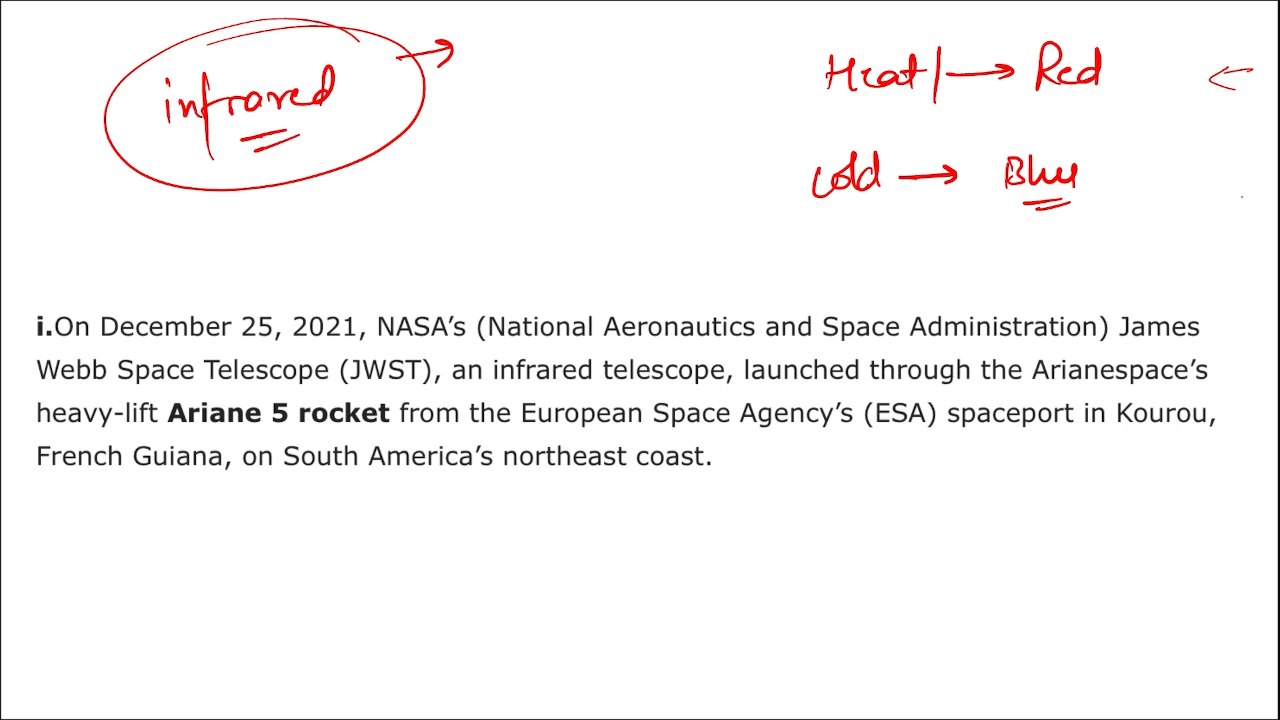 infrared →
Heat/ → Red ←
Cold → Blue
i.On December 25, 2021, NASA’s (National Aeronautics and Space Administration) James
Webb Space Telescope (JWST), an infrared telescope, launched through the Arianespace’s
heavy-lift Ariane 5 rocket from the European Space Agency’s (ESA) spaceport in Kourou,
French Guiana, on South America’s northeast coast.